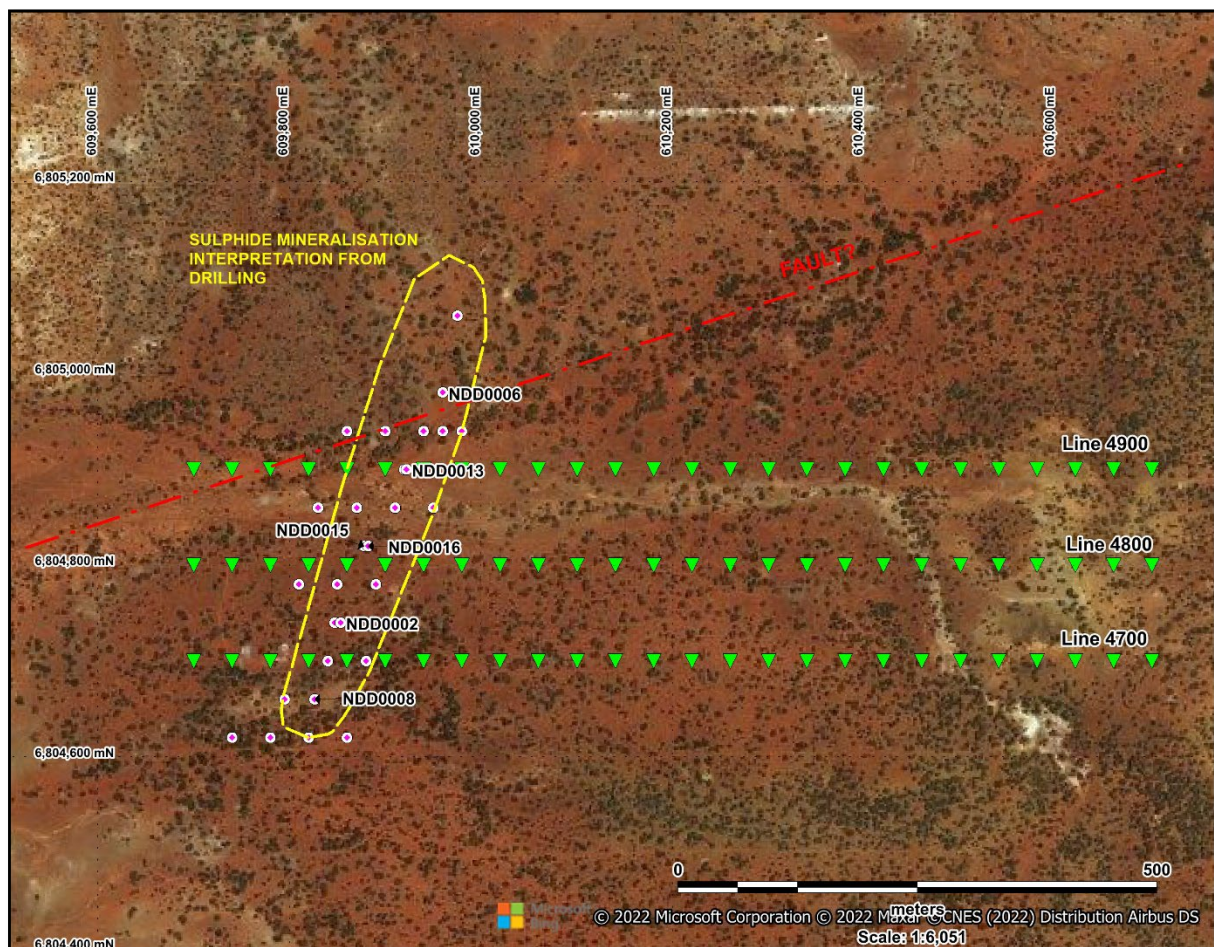 609,600 mE
609,800 mE
610,000 mE
610,200 mE
610,400 mE
610,600 mE
6,805,200 mN
SULPHIDE MINERALISATION
INTERPRETATION FROM
DRILLING
FAULT?
6,805,000 mN
NDD0006
Line 4900
NDD0013
NDD0015
NDD0016
Line 4800
6,804,800 mN
NDD0002
Line 4700
NDD0008
6,804,600 mN
0
500
meters
Microsoft
Bing
© 2022 Microsoft Corporation © 2022 Maxar ©CNES (2022) Distribution Airbus DS
Scale: 1:6,051
6,804,400 mN